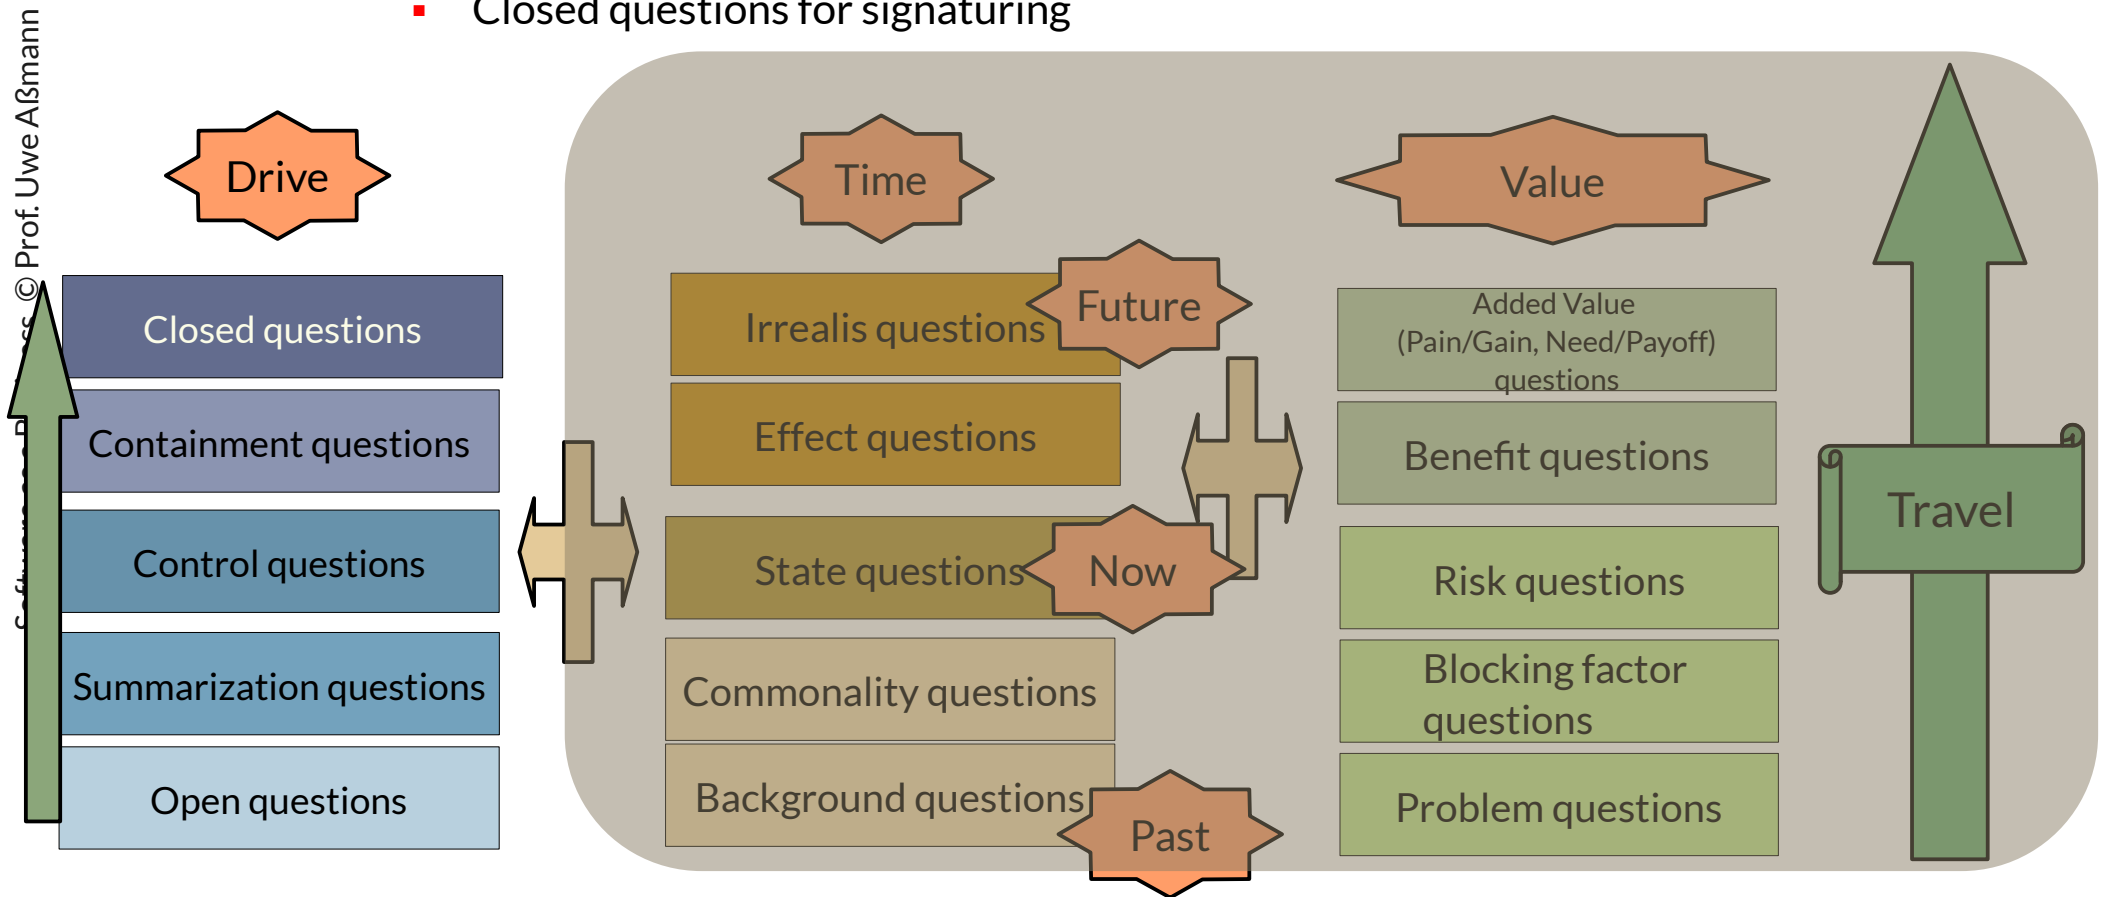 Closed questions for signaturing
© Prof. Uwe Aßmann
Drive
Closed questions
Containment questions
Control questions
Summarization questions
Open questions
Time
Future
Irrealis questions
Effect questions
State questions
Now
Commonality questions
Background questions
Past
Value
Added Value
(Pain/Gain, Need/Payoff)
questions
Benefit questions
Risk questions
Blocking factor
questions
Problem questions
Travel